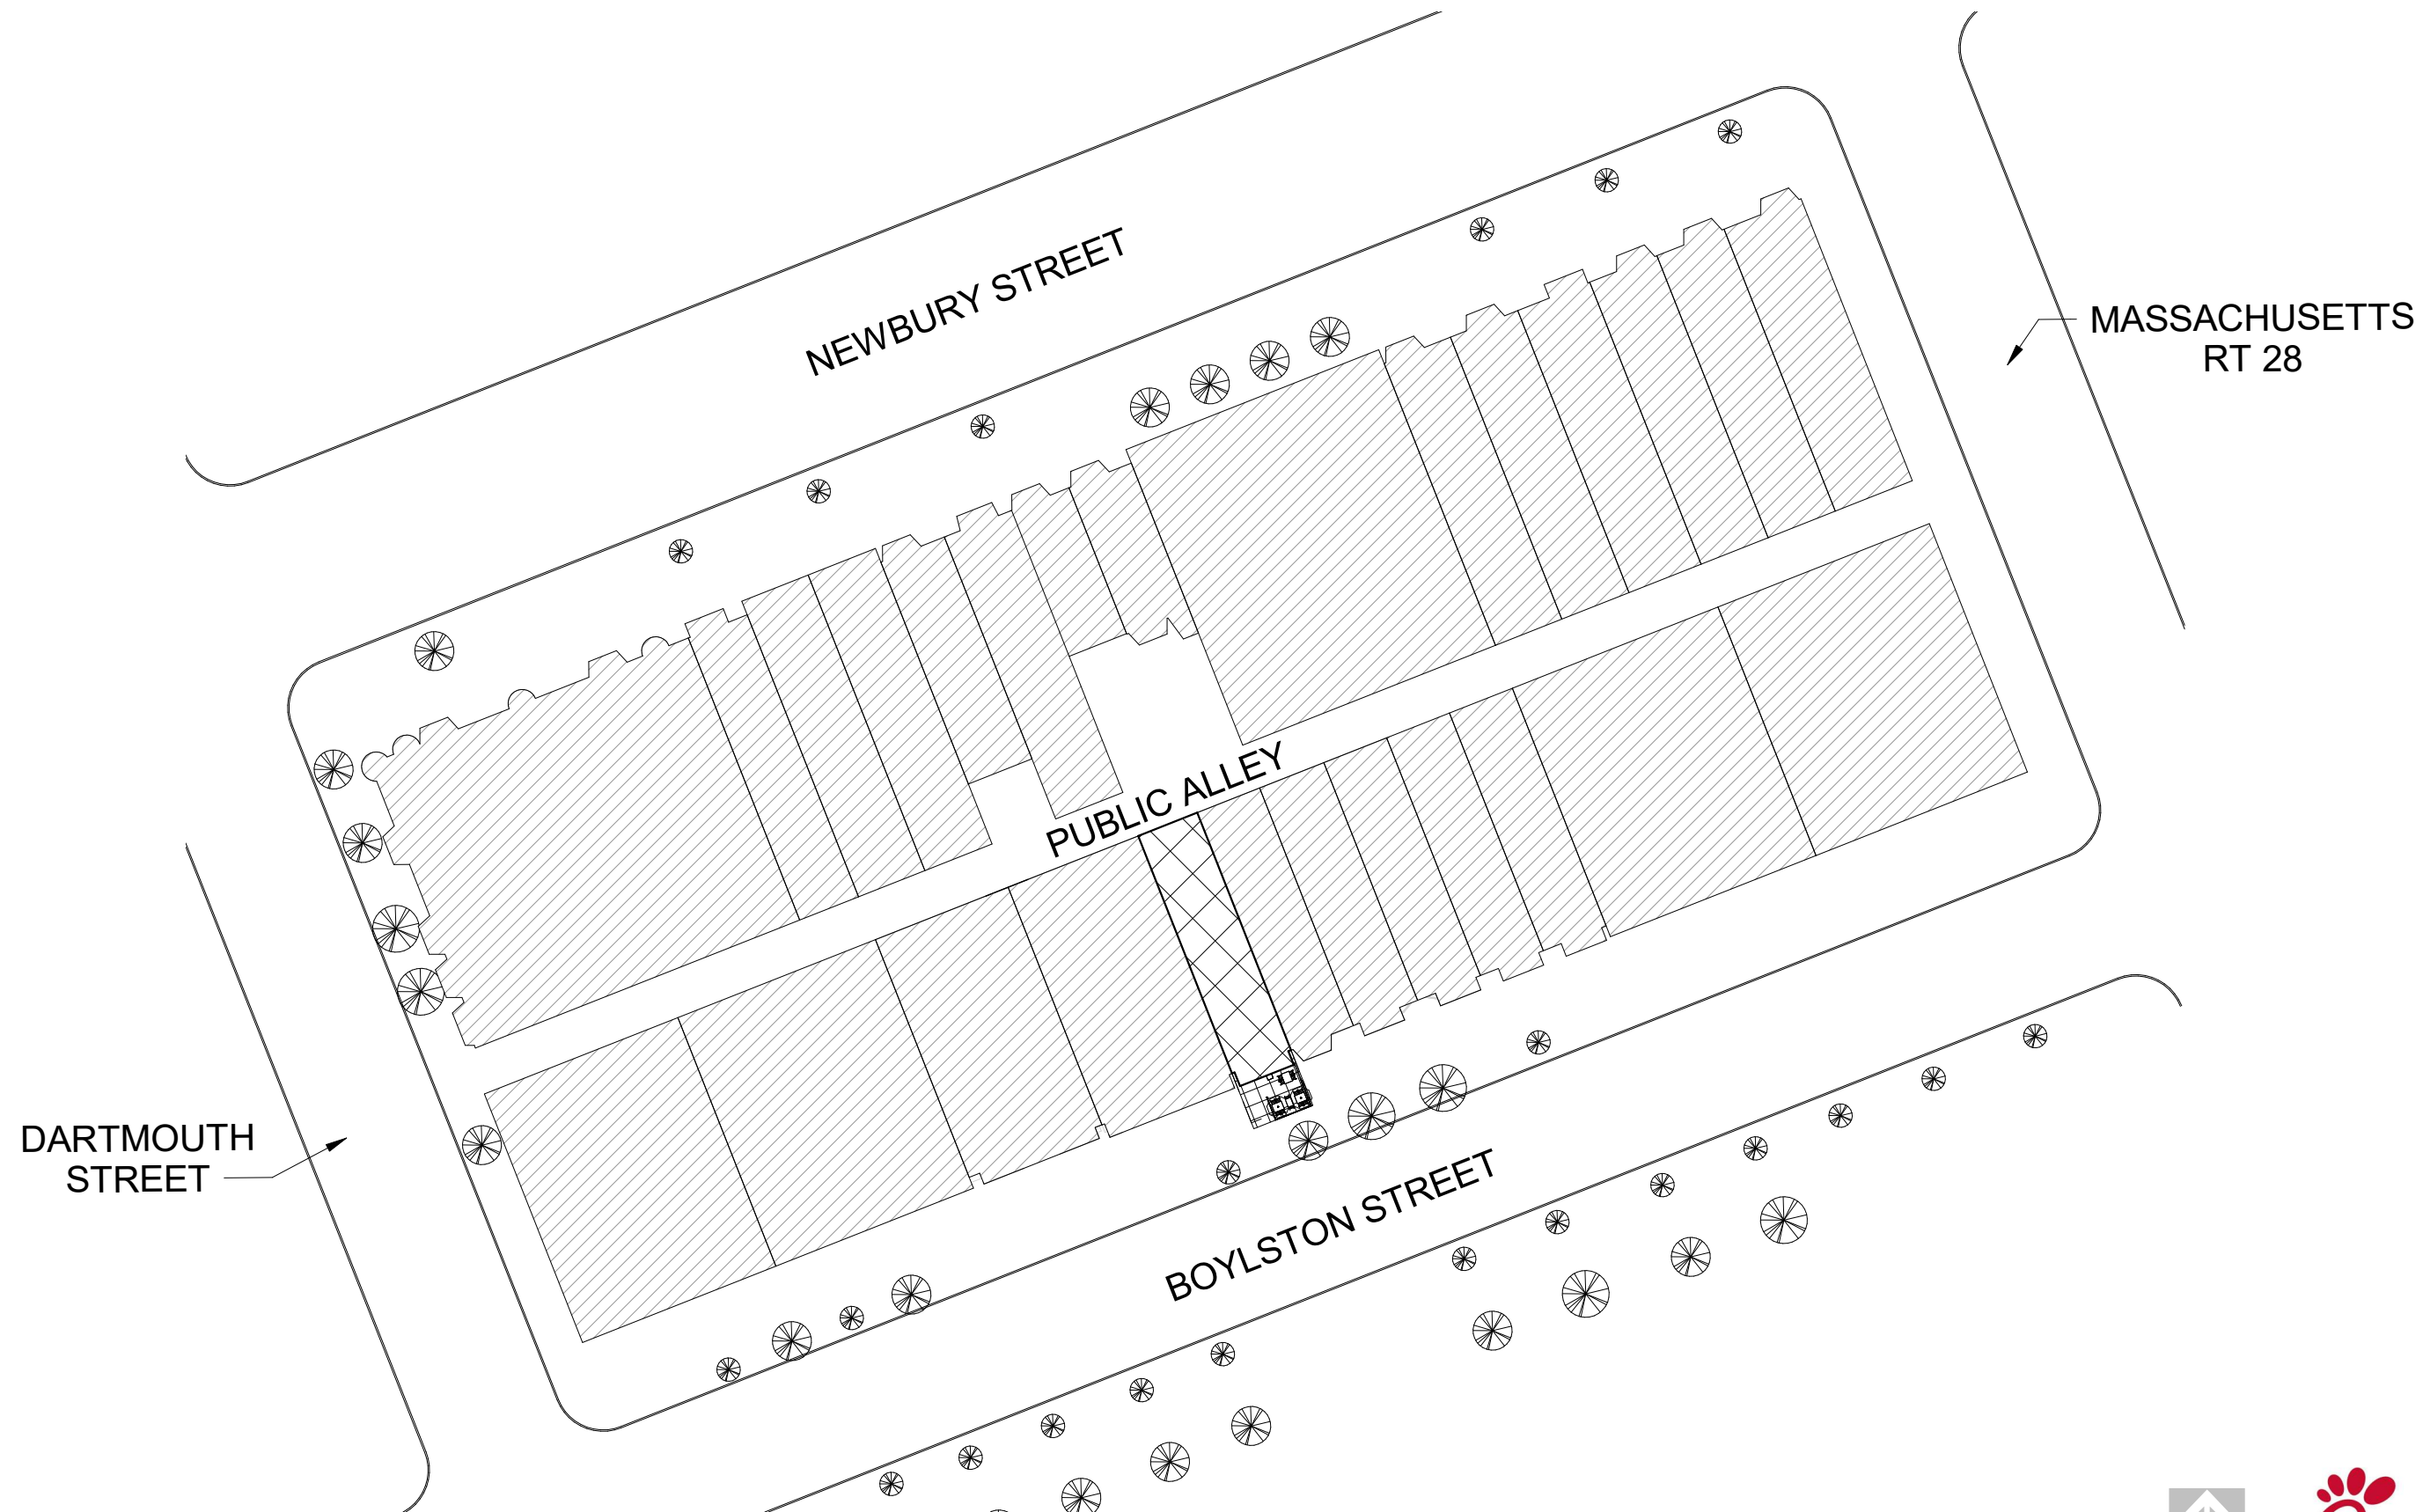 NEWBURY STREET
MASSACHUSETTS
RT 28
PUBLIC ALLEY
DARTMOUTH
STREET
BOYLSTON STREET